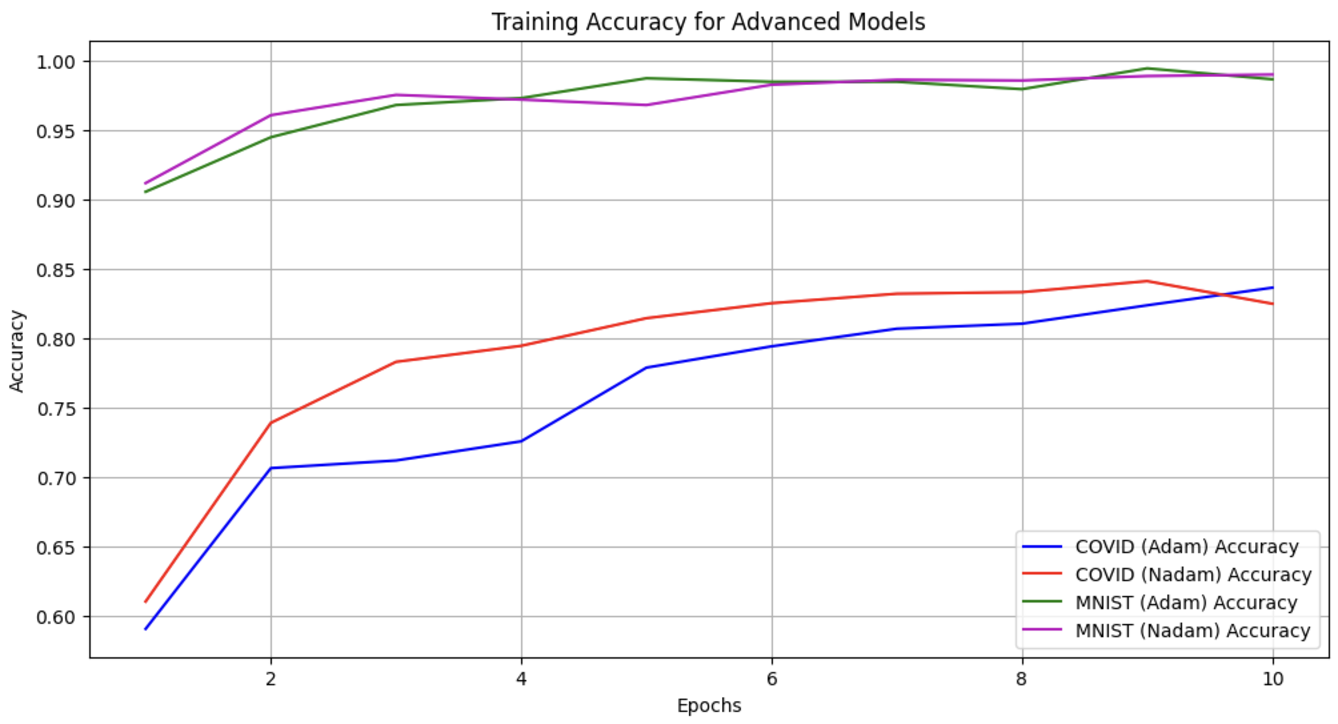 Training Accuracy for Advanced Models
1.00
0.95
0.90
0.85
0.80
0.75
0.70
0.65
0.60
Accuracy
COVID (Adam) Accuracy
COVID (Nadam) Accuracy
MNIST (Adam) Accuracy
MNIST (Nadam) Accuracy
2 4 6 8 10
Epochs